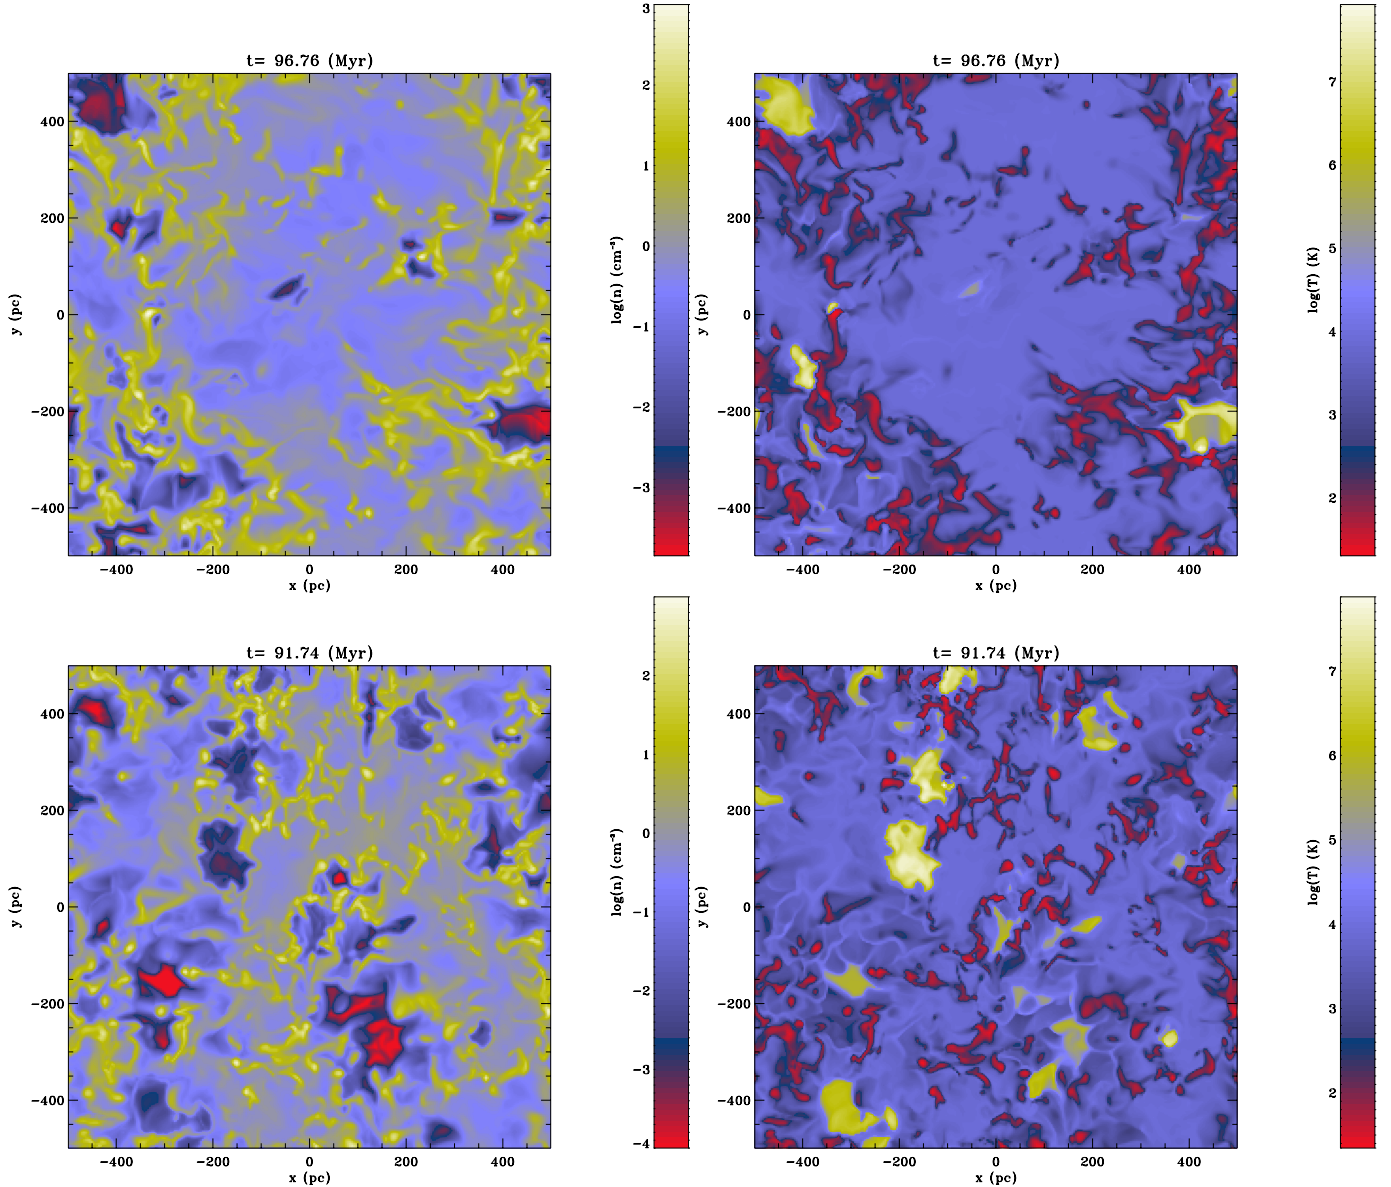 t= 96.76 (Myr)
y (pc)
400
200
0
−200
−400
−400 −200 0 200 400
x (pc)
log(n) (cm⁻³)
3
2
1
0
−1
−2
−3
t= 96.76 (Myr)
y (pc)
400
200
0
−200
−400
−400 −200 0 200 400
x (pc)
log(T) (K)
7
6
5
4
3
2
t= 91.74 (Myr)
y (pc)
400
200
0
−200
−400
−400 −200 0 200 400
x (pc)
log(n) (cm⁻³)
2
1
0
−1
−2
−3
−4
t= 91.74 (Myr)
y (pc)
400
200
0
−200
−400
−400 −200 0 200 400
x (pc)
log(T) (K)
7
6
5
4
3
2